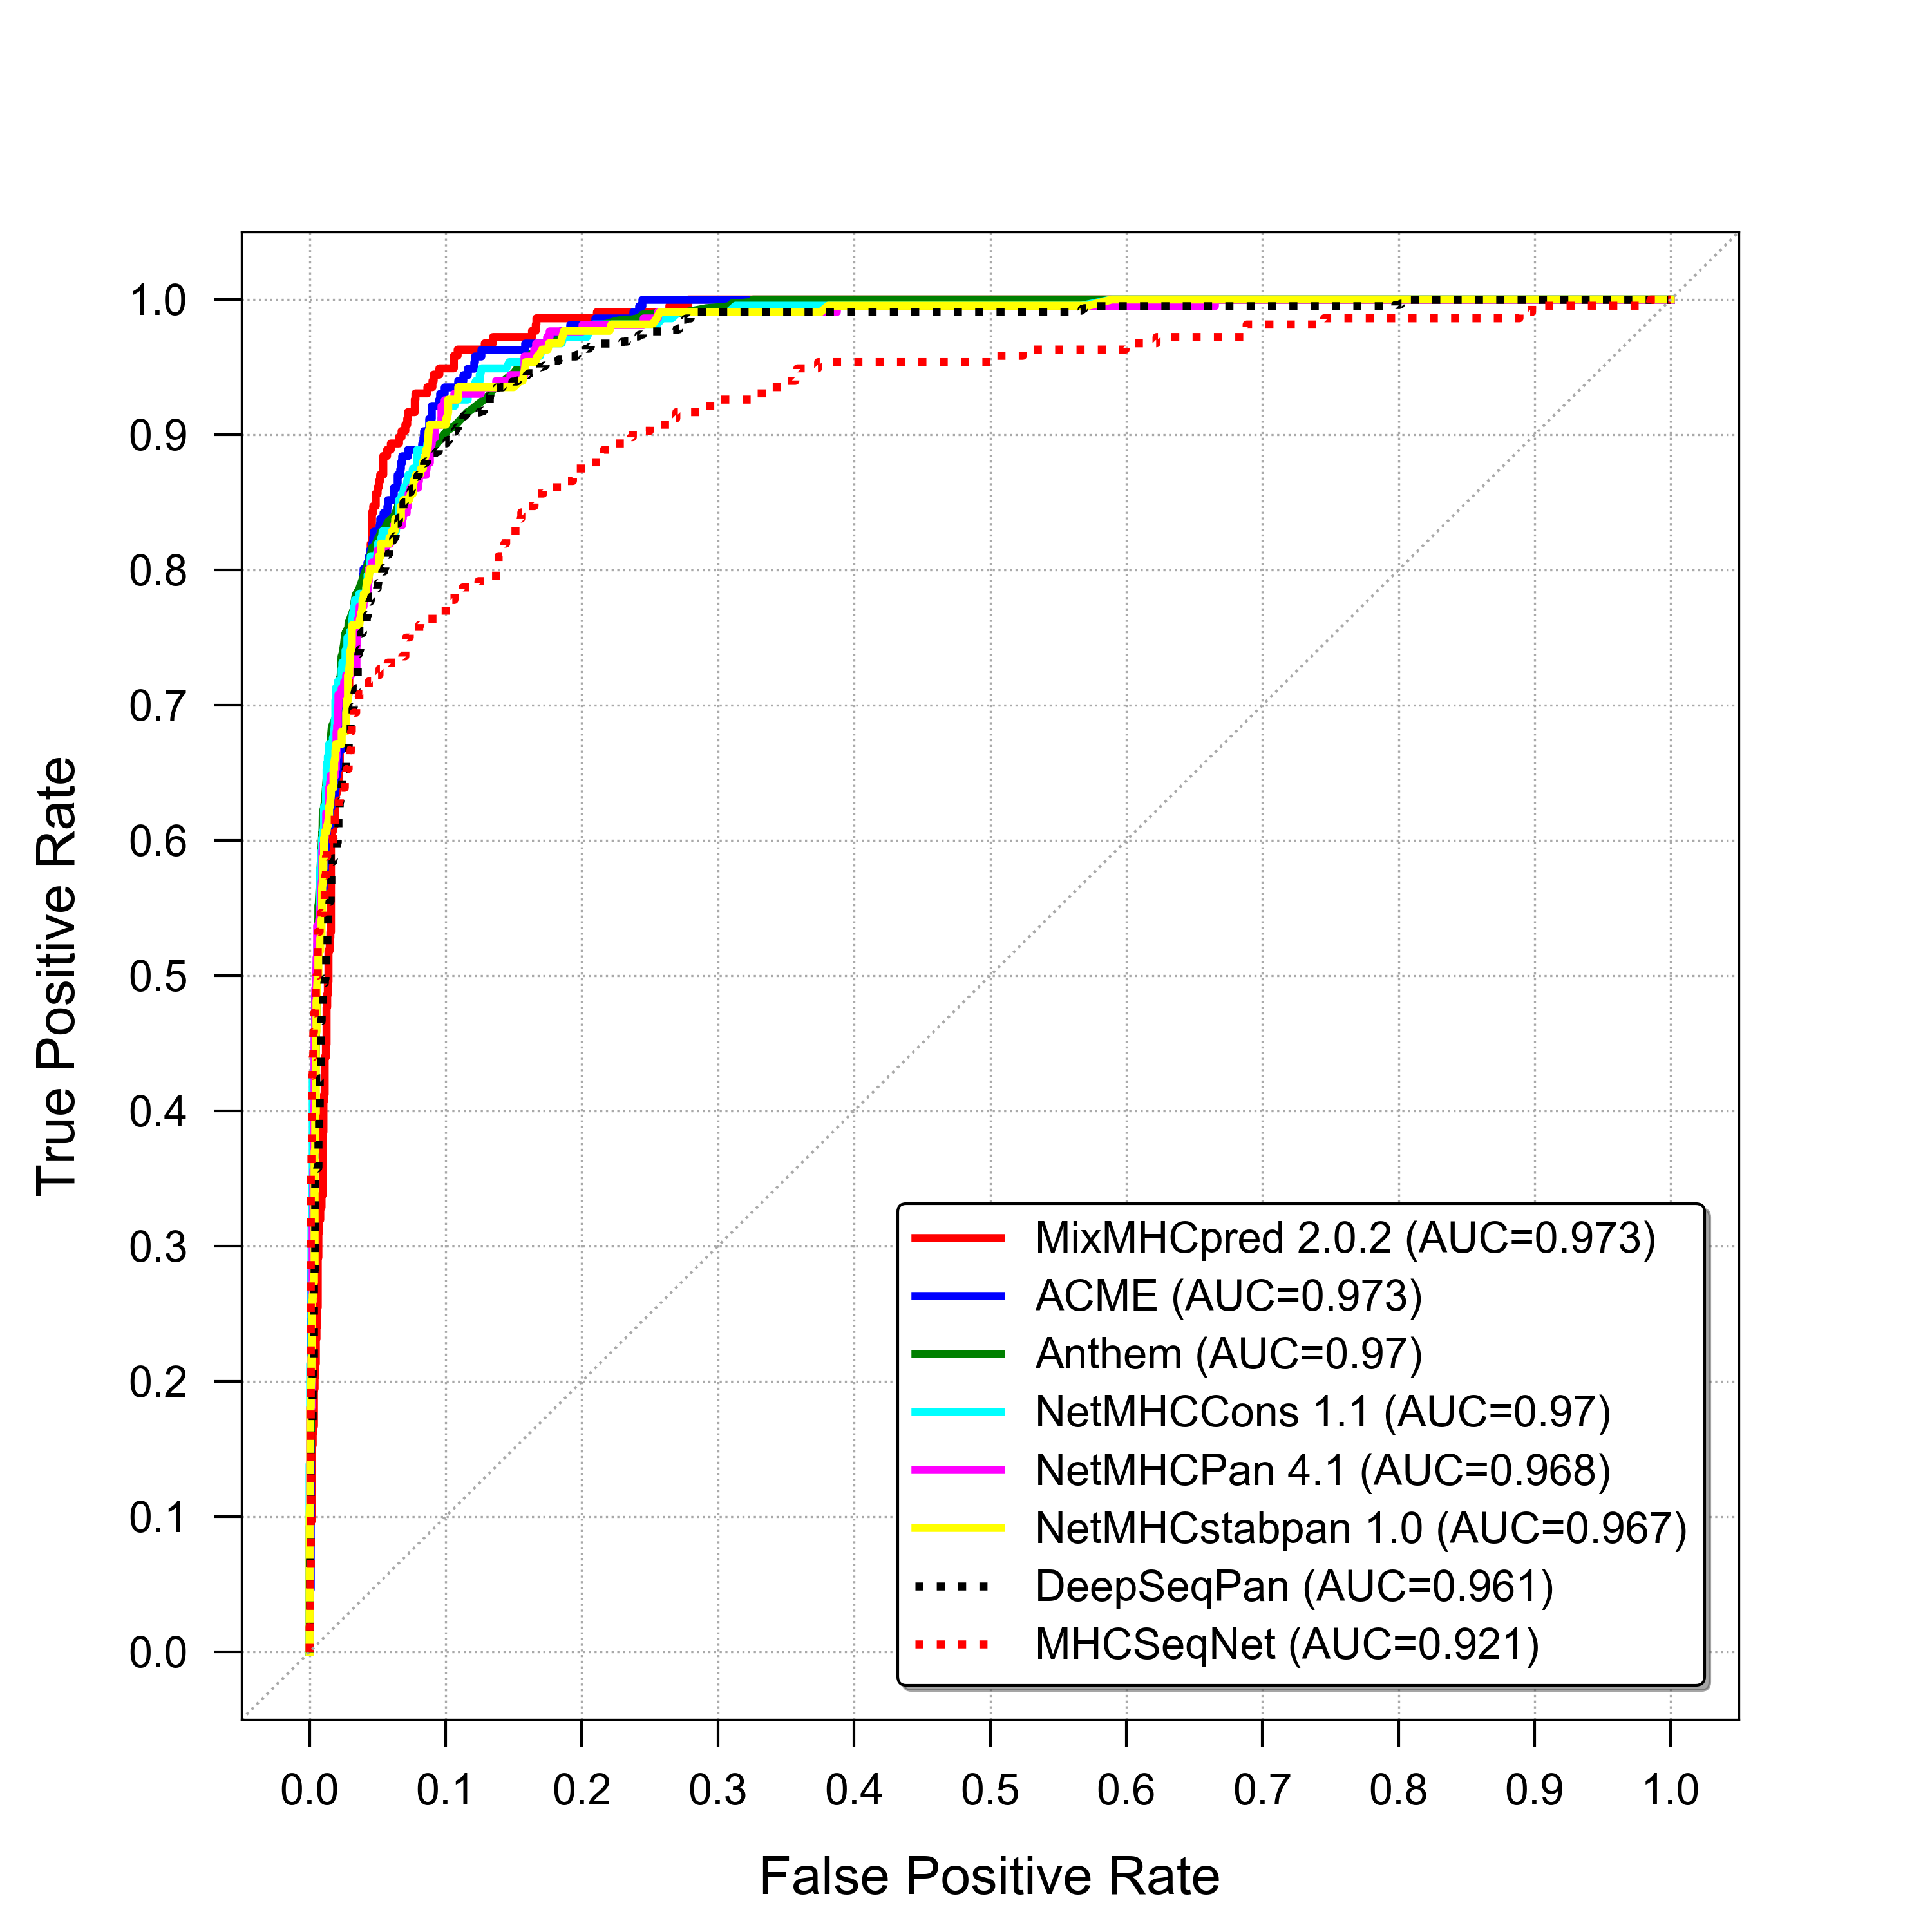 1.0
0.9
0.8
0.7
0.6
0.5
0.4
0.3
0.2
0.1
0.0
True Positive Rate
MixMHCpred 2.0.2 (AUC=0.973)
ACME (AUC=0.973)
Anthem (AUC=0.97)
NetMHCCons 1.1 (AUC=0.97)
NetMHCPan 4.1 (AUC=0.968)
NetMHCstabpan 1.0 (AUC=0.967)
DeepSeqPan (AUC=0.961)
MHCSeqNet (AUC=0.921)
0.0 0.1 0.2 0.3 0.4 0.5 0.6 0.7 0.8 0.9 1.0
False Positive Rate